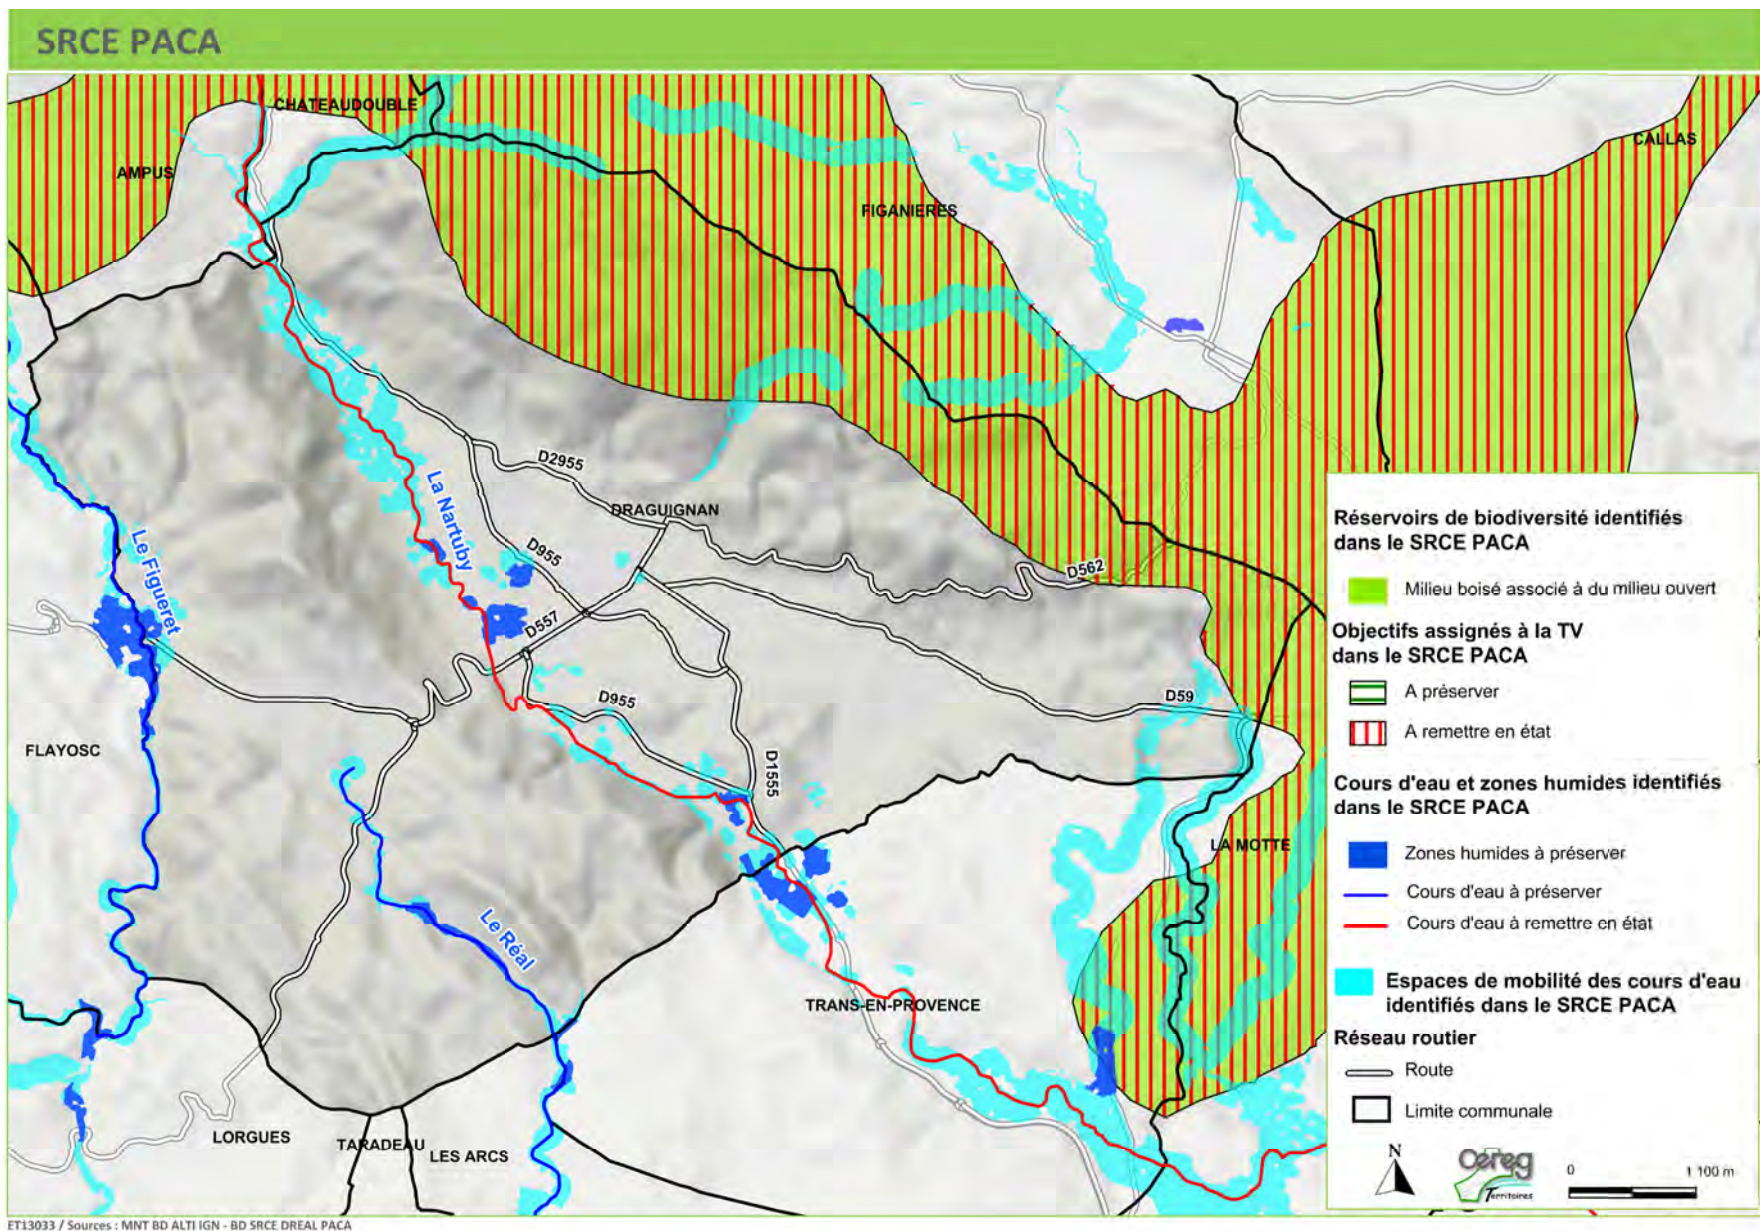 SRCE PACA
CHATEAUDOUBLE
CALLAS
AMPUS
FIGANIERES
D2955
La Nartuby
DRAGUIGNAN
Le Figueret
D955
D562
D557
D59
D955
FLAYOSC
D1555
LA MOTTE
Le Réal
TRANS-EN-PROVENCE
LORGUES
TARADEAU
LES ARCS
Réservoirs de biodiversité identifiés
dans le SRCE PACA
Milieu boisé associé à du milieu ouvert
Objectifs assignés à la TV
dans le SRCE PACA
A préserver
A remettre en état
Cours d'eau et zones humides identifiés
dans le SRCE PACA
Zones humides à préserver
Cours d'eau à préserver
Cours d'eau à remettre en état
Espaces de mobilité des cours d'eau
identifiés dans le SRCE PACA
Réseau routier
Route
Limite communale
N
Cereg
Territoires
0 1 100 m
ET13033 / Sources : MNT BD ALTI IGN - BD SRCE DREAL PACA